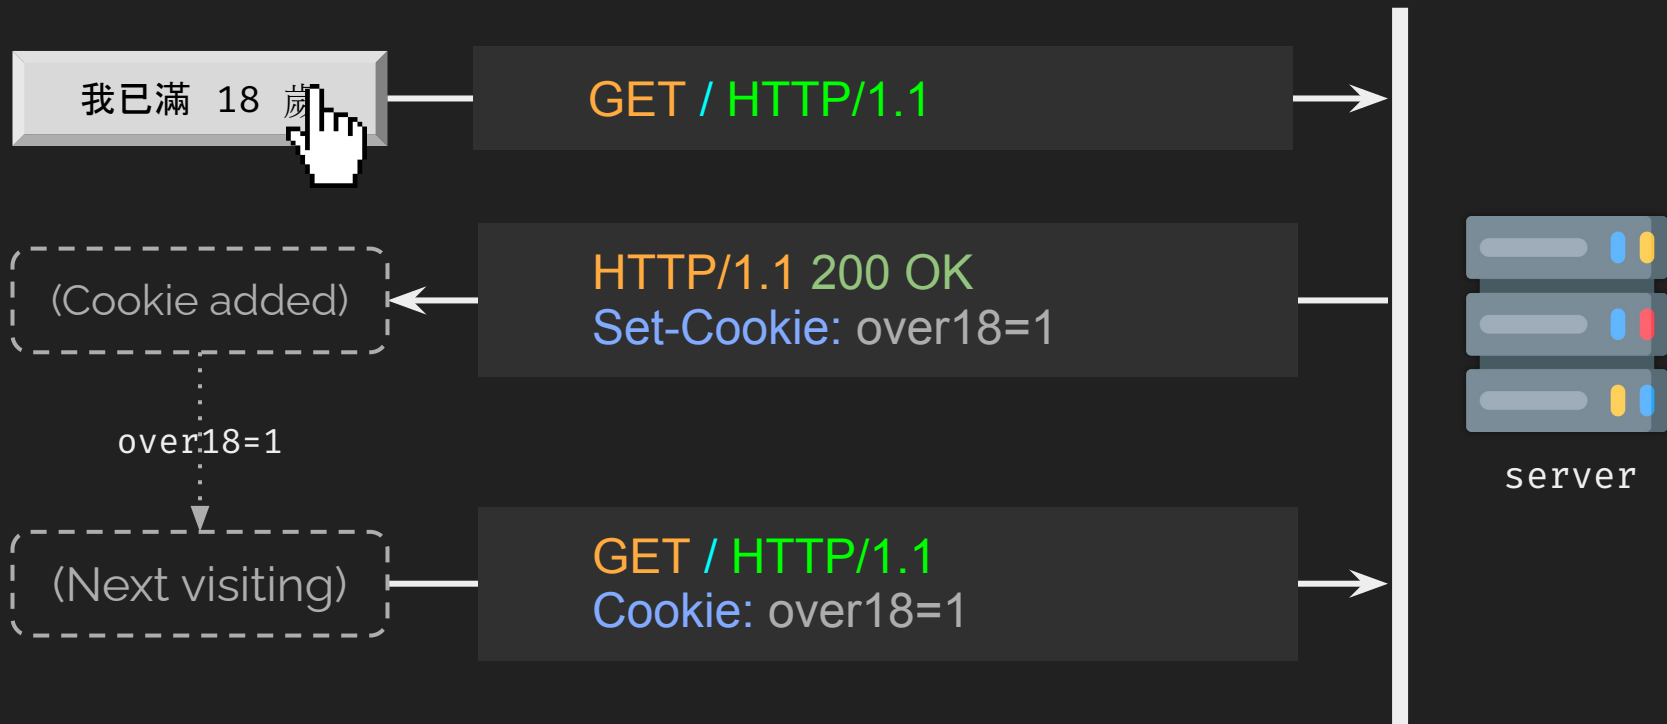 我已滿 18 歲
GET / HTTP/1.1
HTTP/1.1 200 OK
Set-Cookie: over18=1
(Cookie added)
over18=1
server
(Next visiting)
GET / HTTP/1.1
Cookie: over18=1